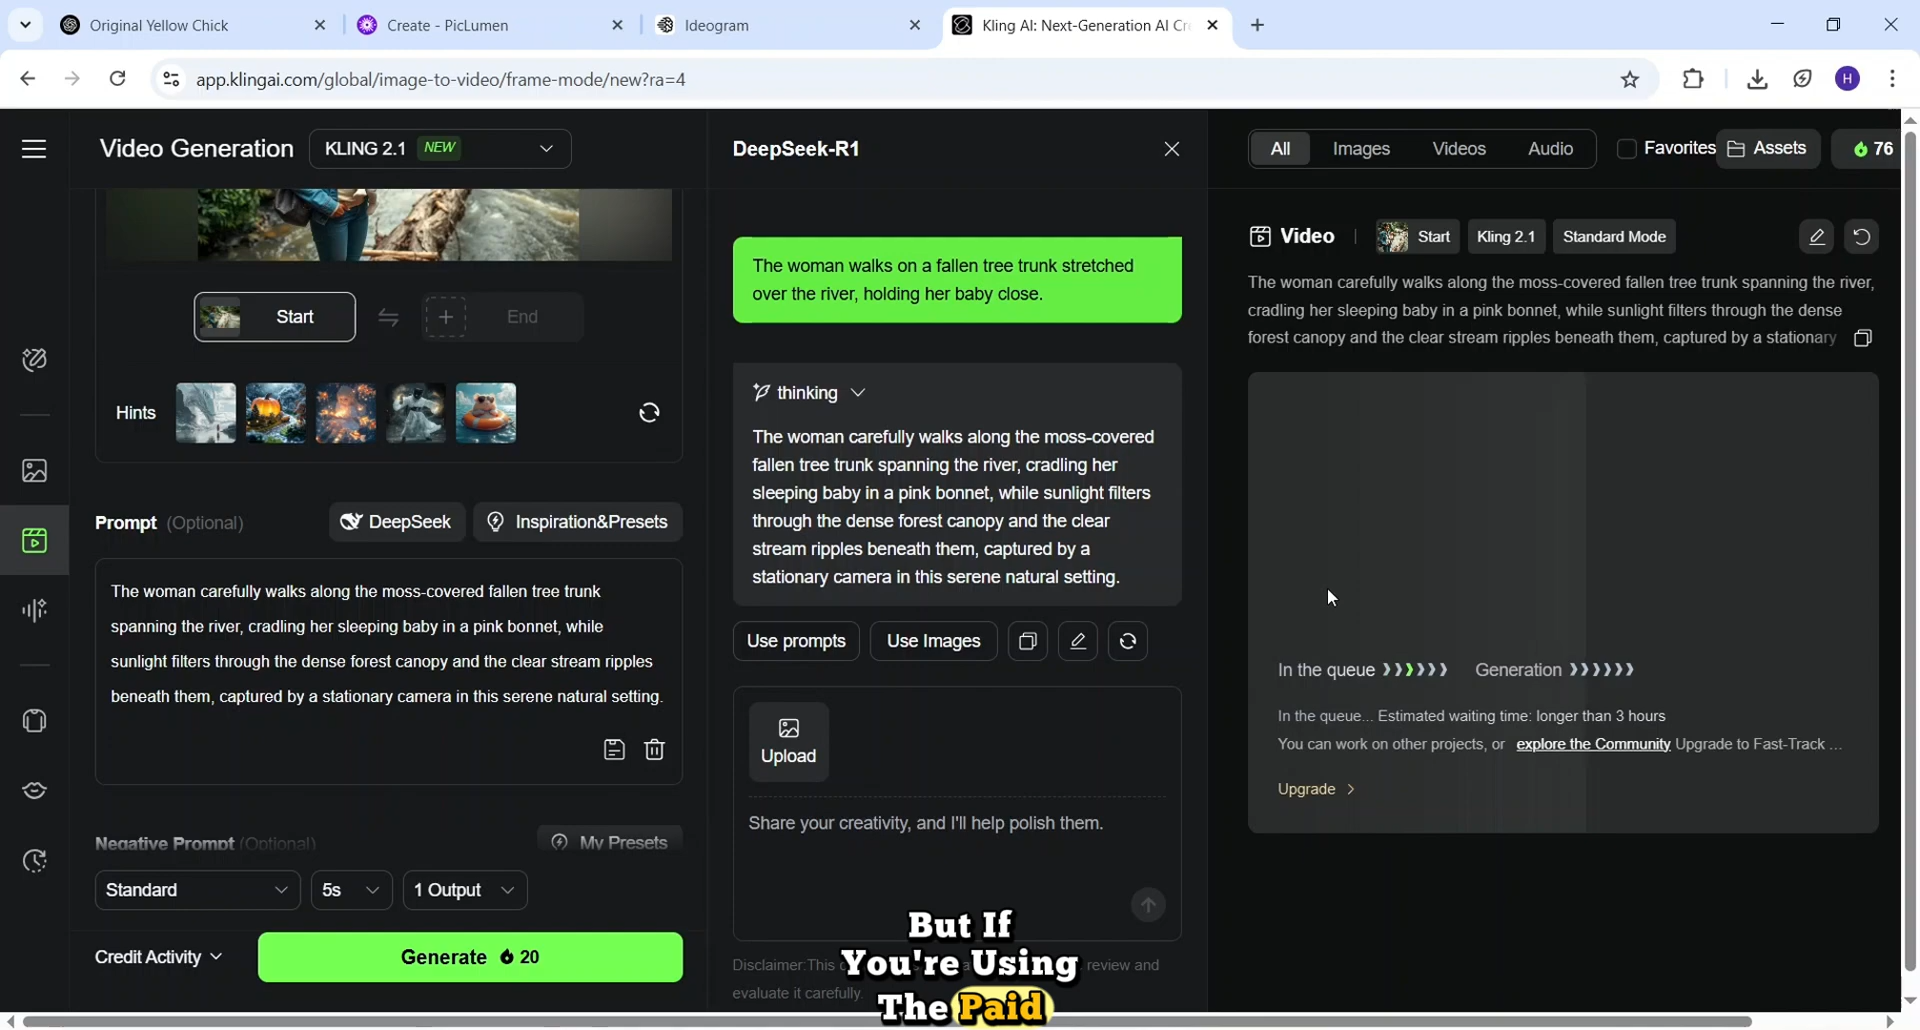 Original Yellow Chick
Create - PicLumen
Ideogram
Kling AI: Next-Generation AI Cr
app.klingai.com/global/image-to-video/frame-mode/new?ra=4
H
Video Generation
KLING 2.1 NEW
Start
End
Hints
Prompt (Optional)
DeepSeek
Inspiration&Presets
The woman carefully walks along the moss-covered fallen tree trunk
spanning the river, cradling her sleeping baby in a pink bonnet, while
sunlight filters through the dense forest canopy and the clear stream ripples
beneath them, captured by a stationary camera in this serene natural setting.
Negative Prompt (Optional)
My Presets
Standard
5s
1 Output
Credit Activity
Generate 20
DeepSeek-R1
The woman walks on a fallen tree trunk stretched
over the river, holding her baby close.
thinking
The woman carefully walks along the moss-covered
fallen tree trunk spanning the river, cradling her
sleeping baby in a pink bonnet, while sunlight filters
through the dense forest canopy and the clear
stream ripples beneath them, captured by a
stationary camera in this serene natural setting.
Use prompts
Use Images
Upload
Share your creativity, and I'll help polish them.
Disclaimer:This
review and
evaluate it carefully.
But If
You're Using
The Paid
All
Images
Videos
Audio
Favorites
Assets
76
Video
Start
Kling 2.1
Standard Mode
The woman carefully walks along the moss-covered fallen tree trunk spanning the river,
cradling her sleeping baby in a pink bonnet, while sunlight filters through the dense
forest canopy and the clear stream ripples beneath them, captured by a stationary
In the queue
Generation
In the queue... Estimated waiting time: longer than 3 hours
You can work on other projects, or explore the Community Upgrade to Fast-Track ...
Upgrade